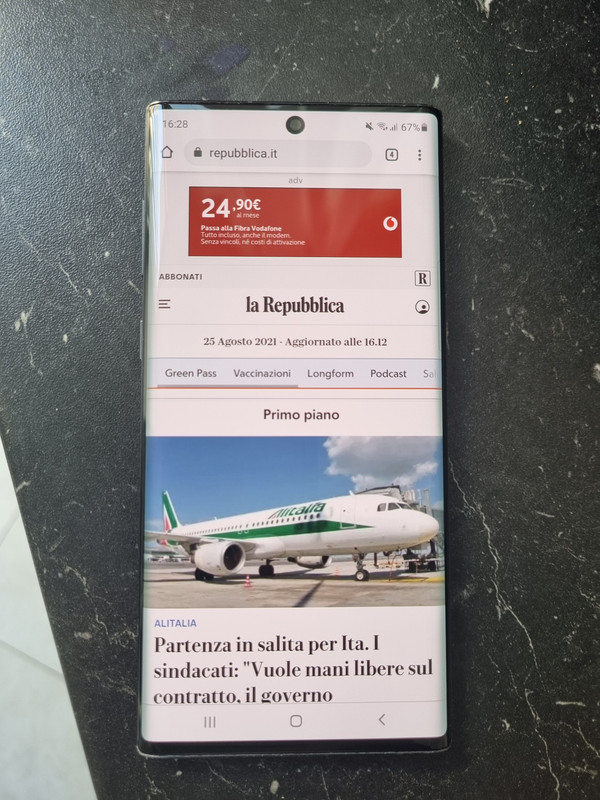 16:28
67%
repubblica.it
4
adv
24,90€
al mese
Passa alla Fibra Vodafone
Tutto incluso, anche il modem.
Senza vincoli, né costi di attivazione
ABBONATI
R
la Repubblica
25 Agosto 2021 - Aggiornato alle 16.12
Green Pass Vaccinazioni Longform Podcast Sal
Primo piano
Alitalia
ALITALIA
Partenza in salita per Ita. I
sindacati: "Vuole mani libere sul
contratto, il governo